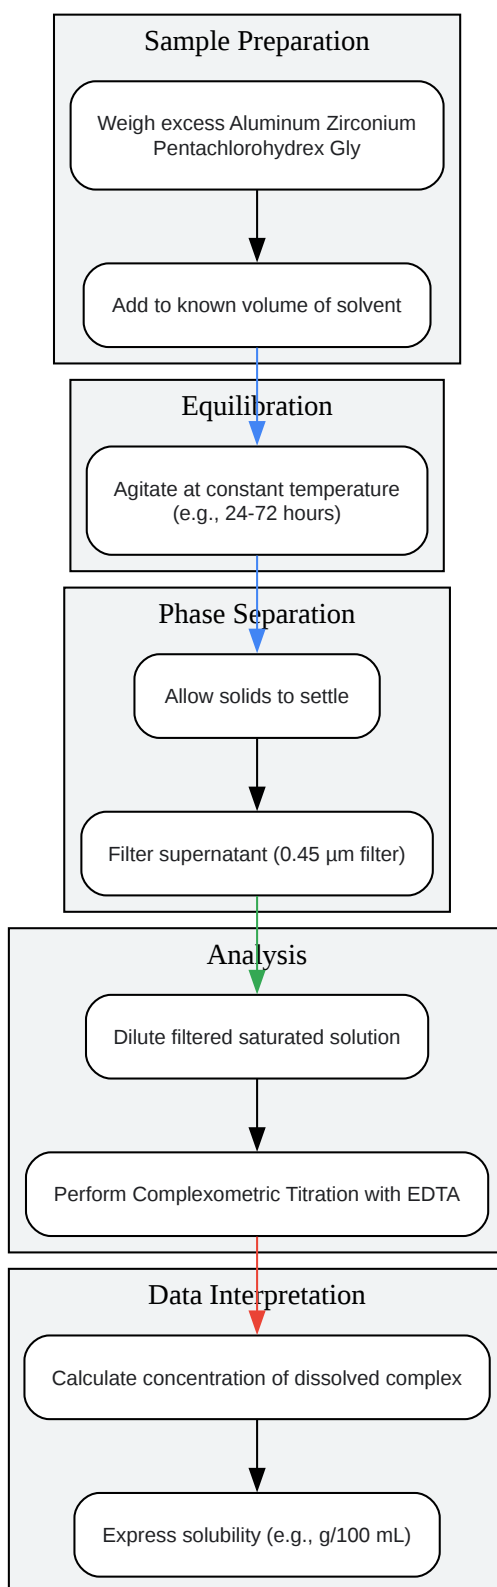 Sample Preparation
Weigh excess Aluminum Zirconium
Pentachlorohydrex Gly
Add to known volume of solvent
Equilibration
Agitate at constant temperature
(e.g., 24-72 hours)
Phase Separation
Allow solids to settle
Filter supernatant (0.45 µm filter)
Analysis
Dilute filtered saturated solution
Perform Complexometric Titration with EDTA
Data Interpretation
Calculate concentration of dissolved complex
Express solubility (e.g., g/100 mL)